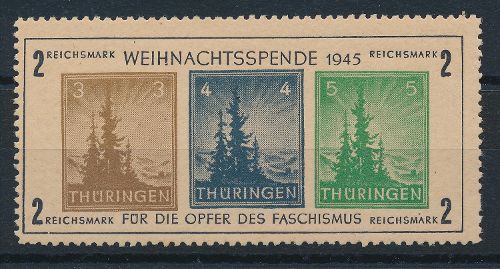 2 REICHSMARK WEIHNACHTSSPENDE 1945 REICHSMARK 2
3 3 4 4 5 5
THÜRINGEN THÜRINGEN THÜRINGEN
2 REICHSMARK FÜR DIE OPFER DES FASCHISMUS REICHSMARK 2